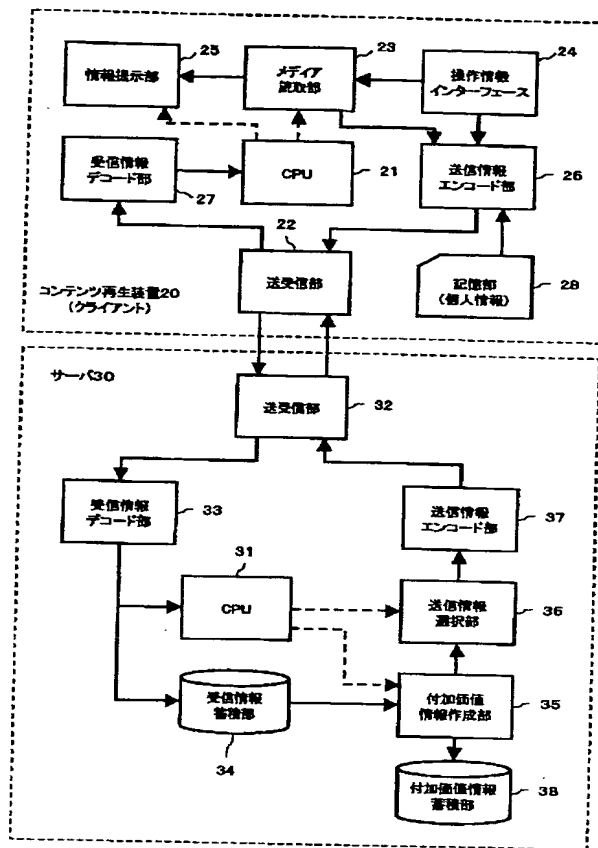 25
情報提示部
23
メディア
読取部
24
操作情報
インターフェース
受信情報
デコード部
27
CPU
21
送信情報
エンコード部
26
22
送受信部
記憶部
(個人情報)
28
コンテンツ再生装置20
(クライアント)
サーバ30
送受信部
32
受信情報
デコード部
33
送信情報
エンコード部
37
31
CPU
送信情報
選択部
36
受信情報
蓄積部
34
付加価値
情報作成部
35
付加価値情報
蓄積部
38